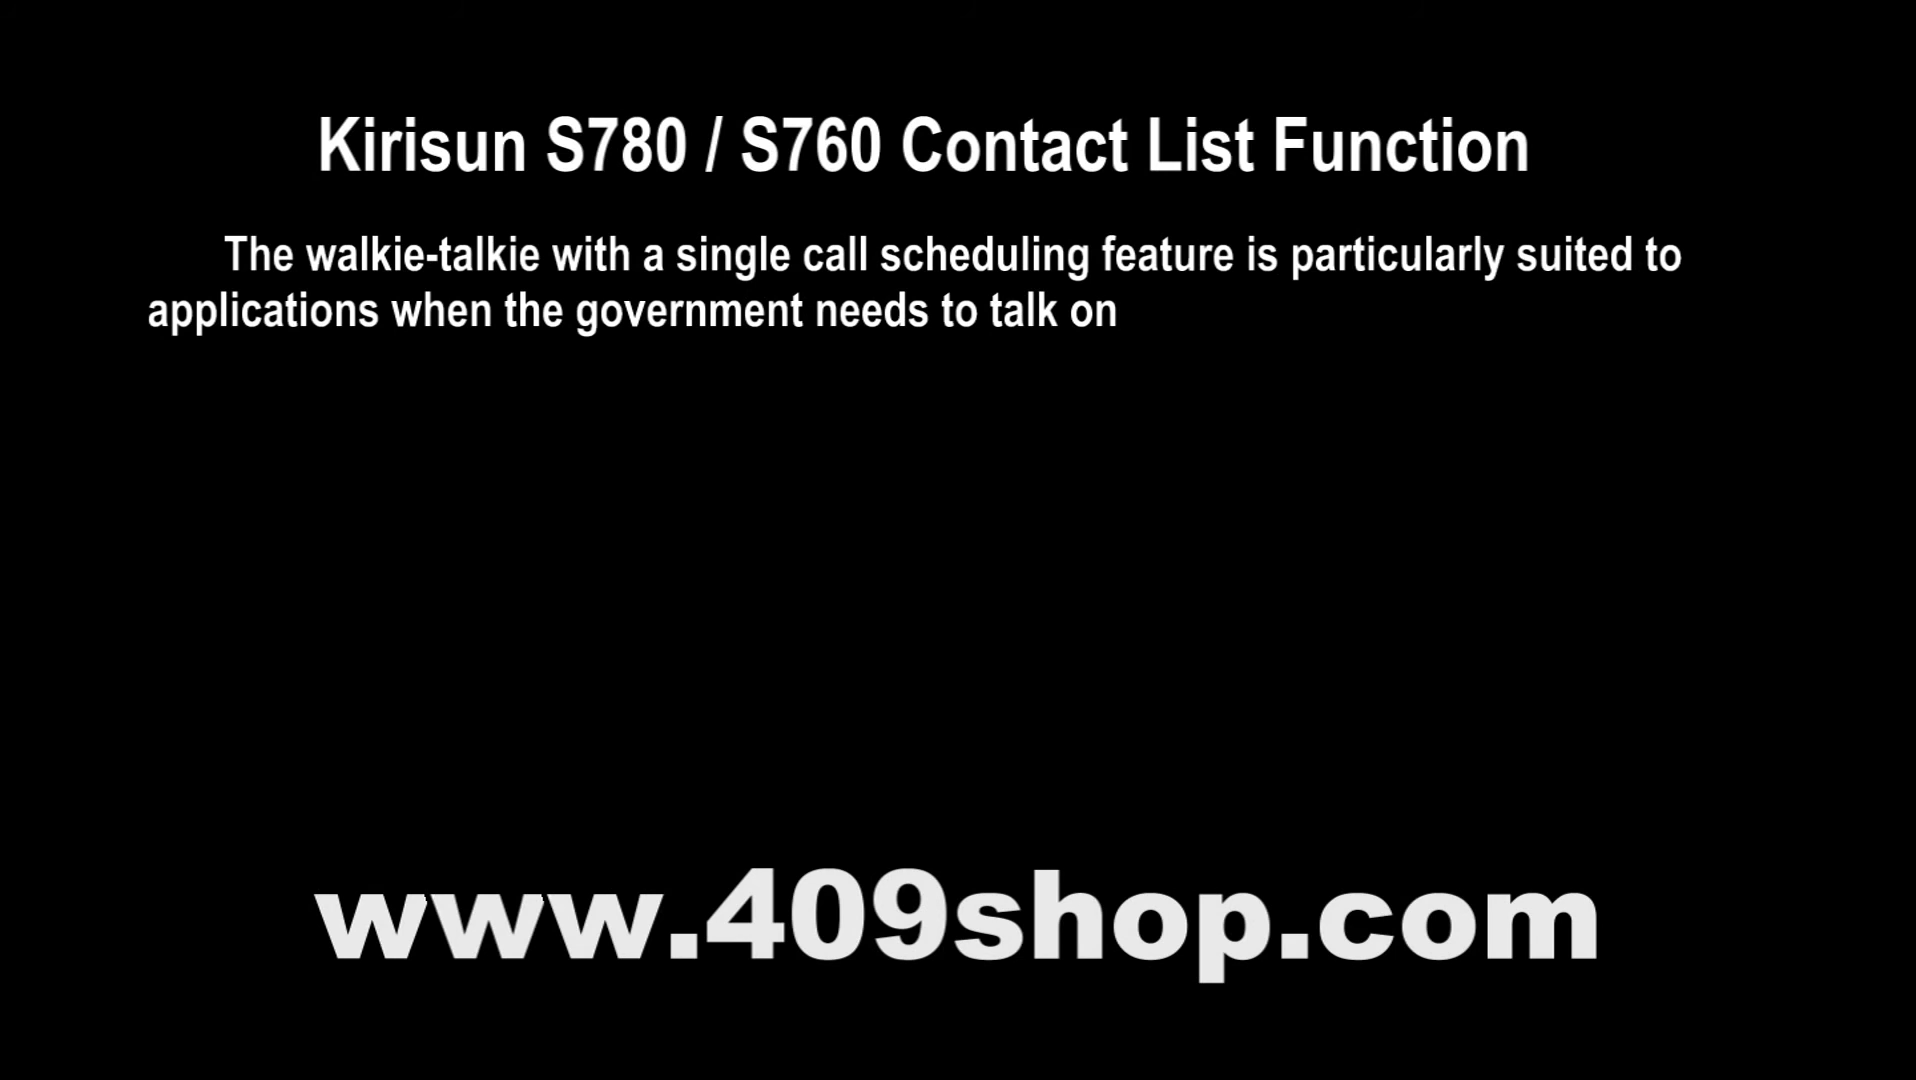 Kirisun S780 / S760 Contact List Function
The walkie-talkie with a single call scheduling feature is particularly suited to
applications when the government needs to talk on
www.409shop.com